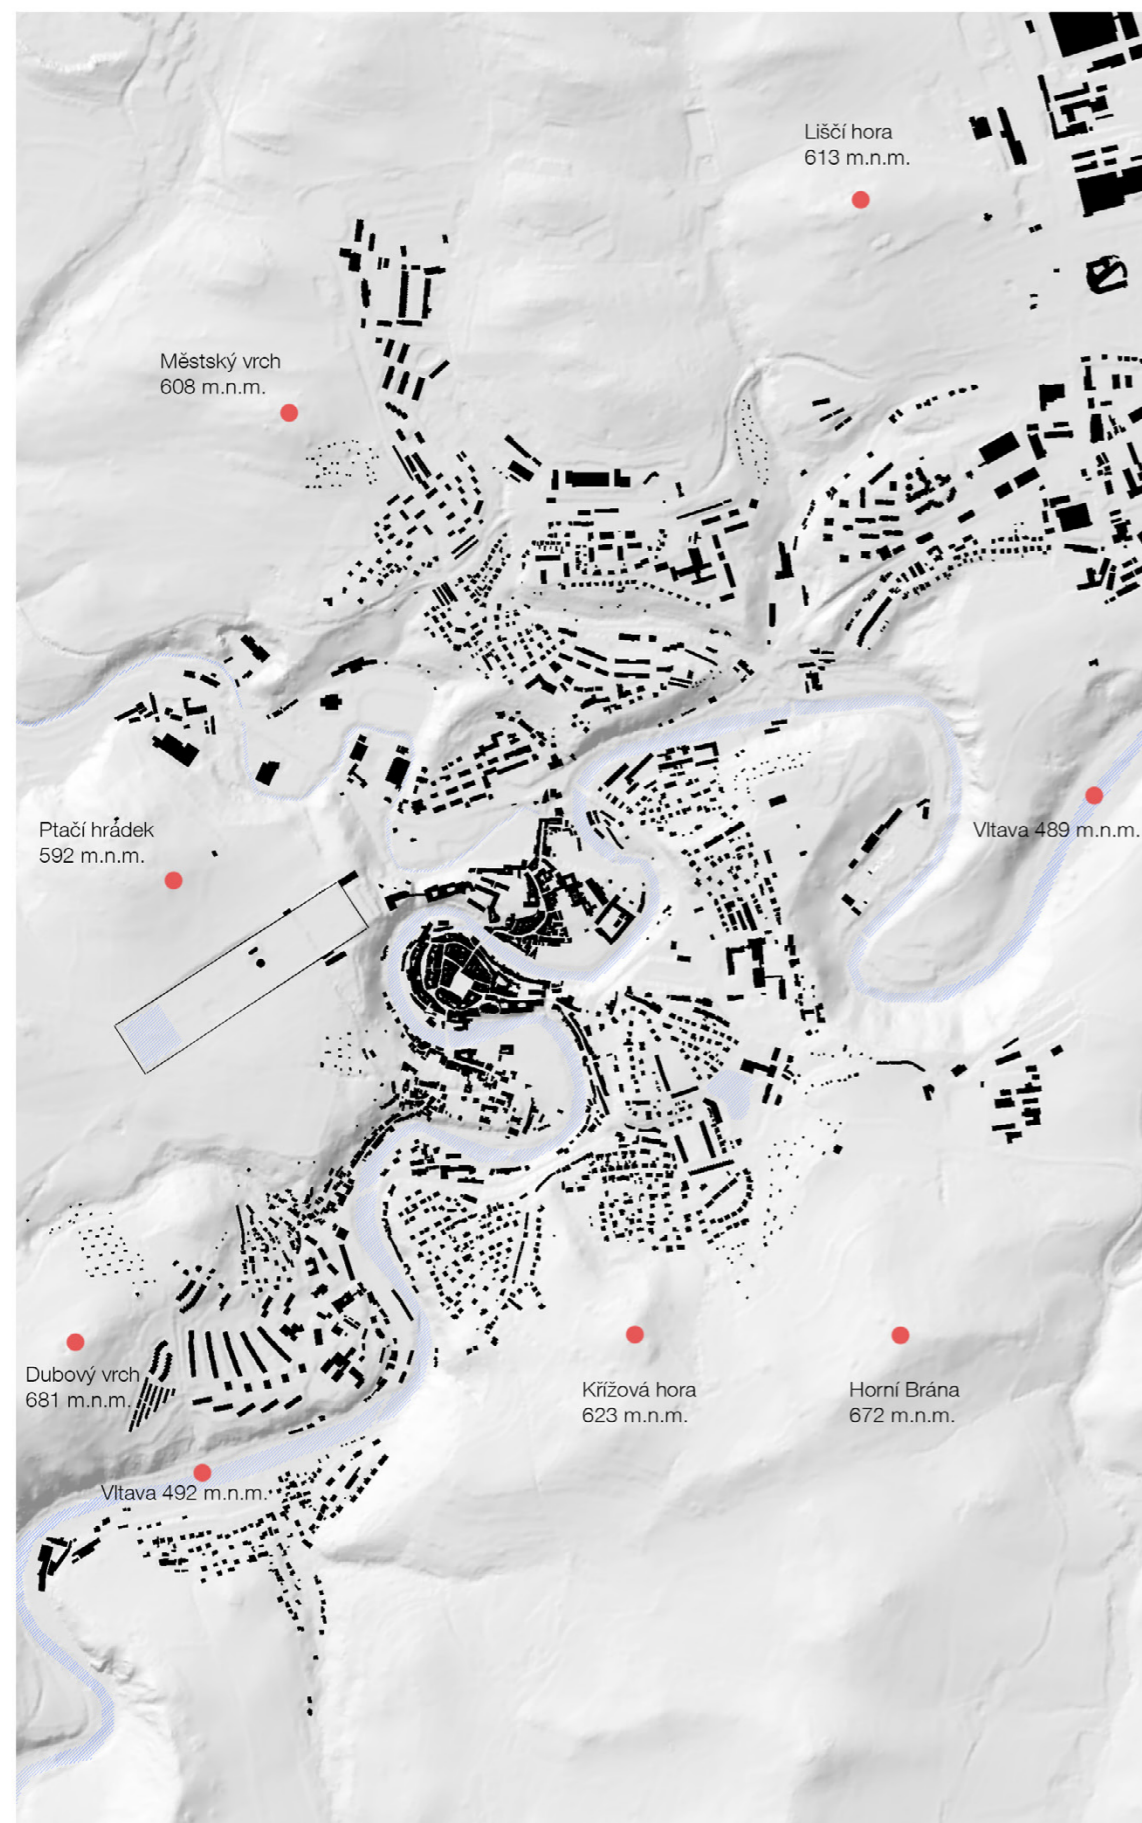 Liščí hora
613 m.n.m.
Městský vrch
608 m.n.m.
Ptačí hrádek
592 m.n.m.
Vltava 489 m.n.m.
Dubový vrch
681 m.n.m.
Křížová hora
623 m.n.m.
Horní Brána
672 m.n.m.
Vltava 492 m.n.m.